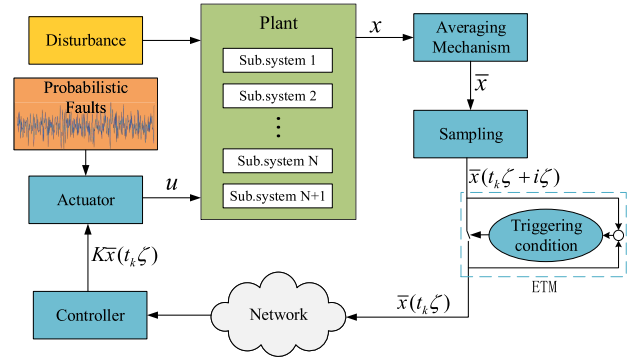 Disturbance
Plant
Sub.system 1
Sub.system 2
Sub.system N
Sub.system N+1
x
Averaging
Mechanism
x̅
Sampling
x̅(t_kζ+iζ)
Triggering
condition
ETM
x̅(t_kζ)
Network
Controller
Kx̅(t_kζ)
Actuator
u
Probabilistic
Faults